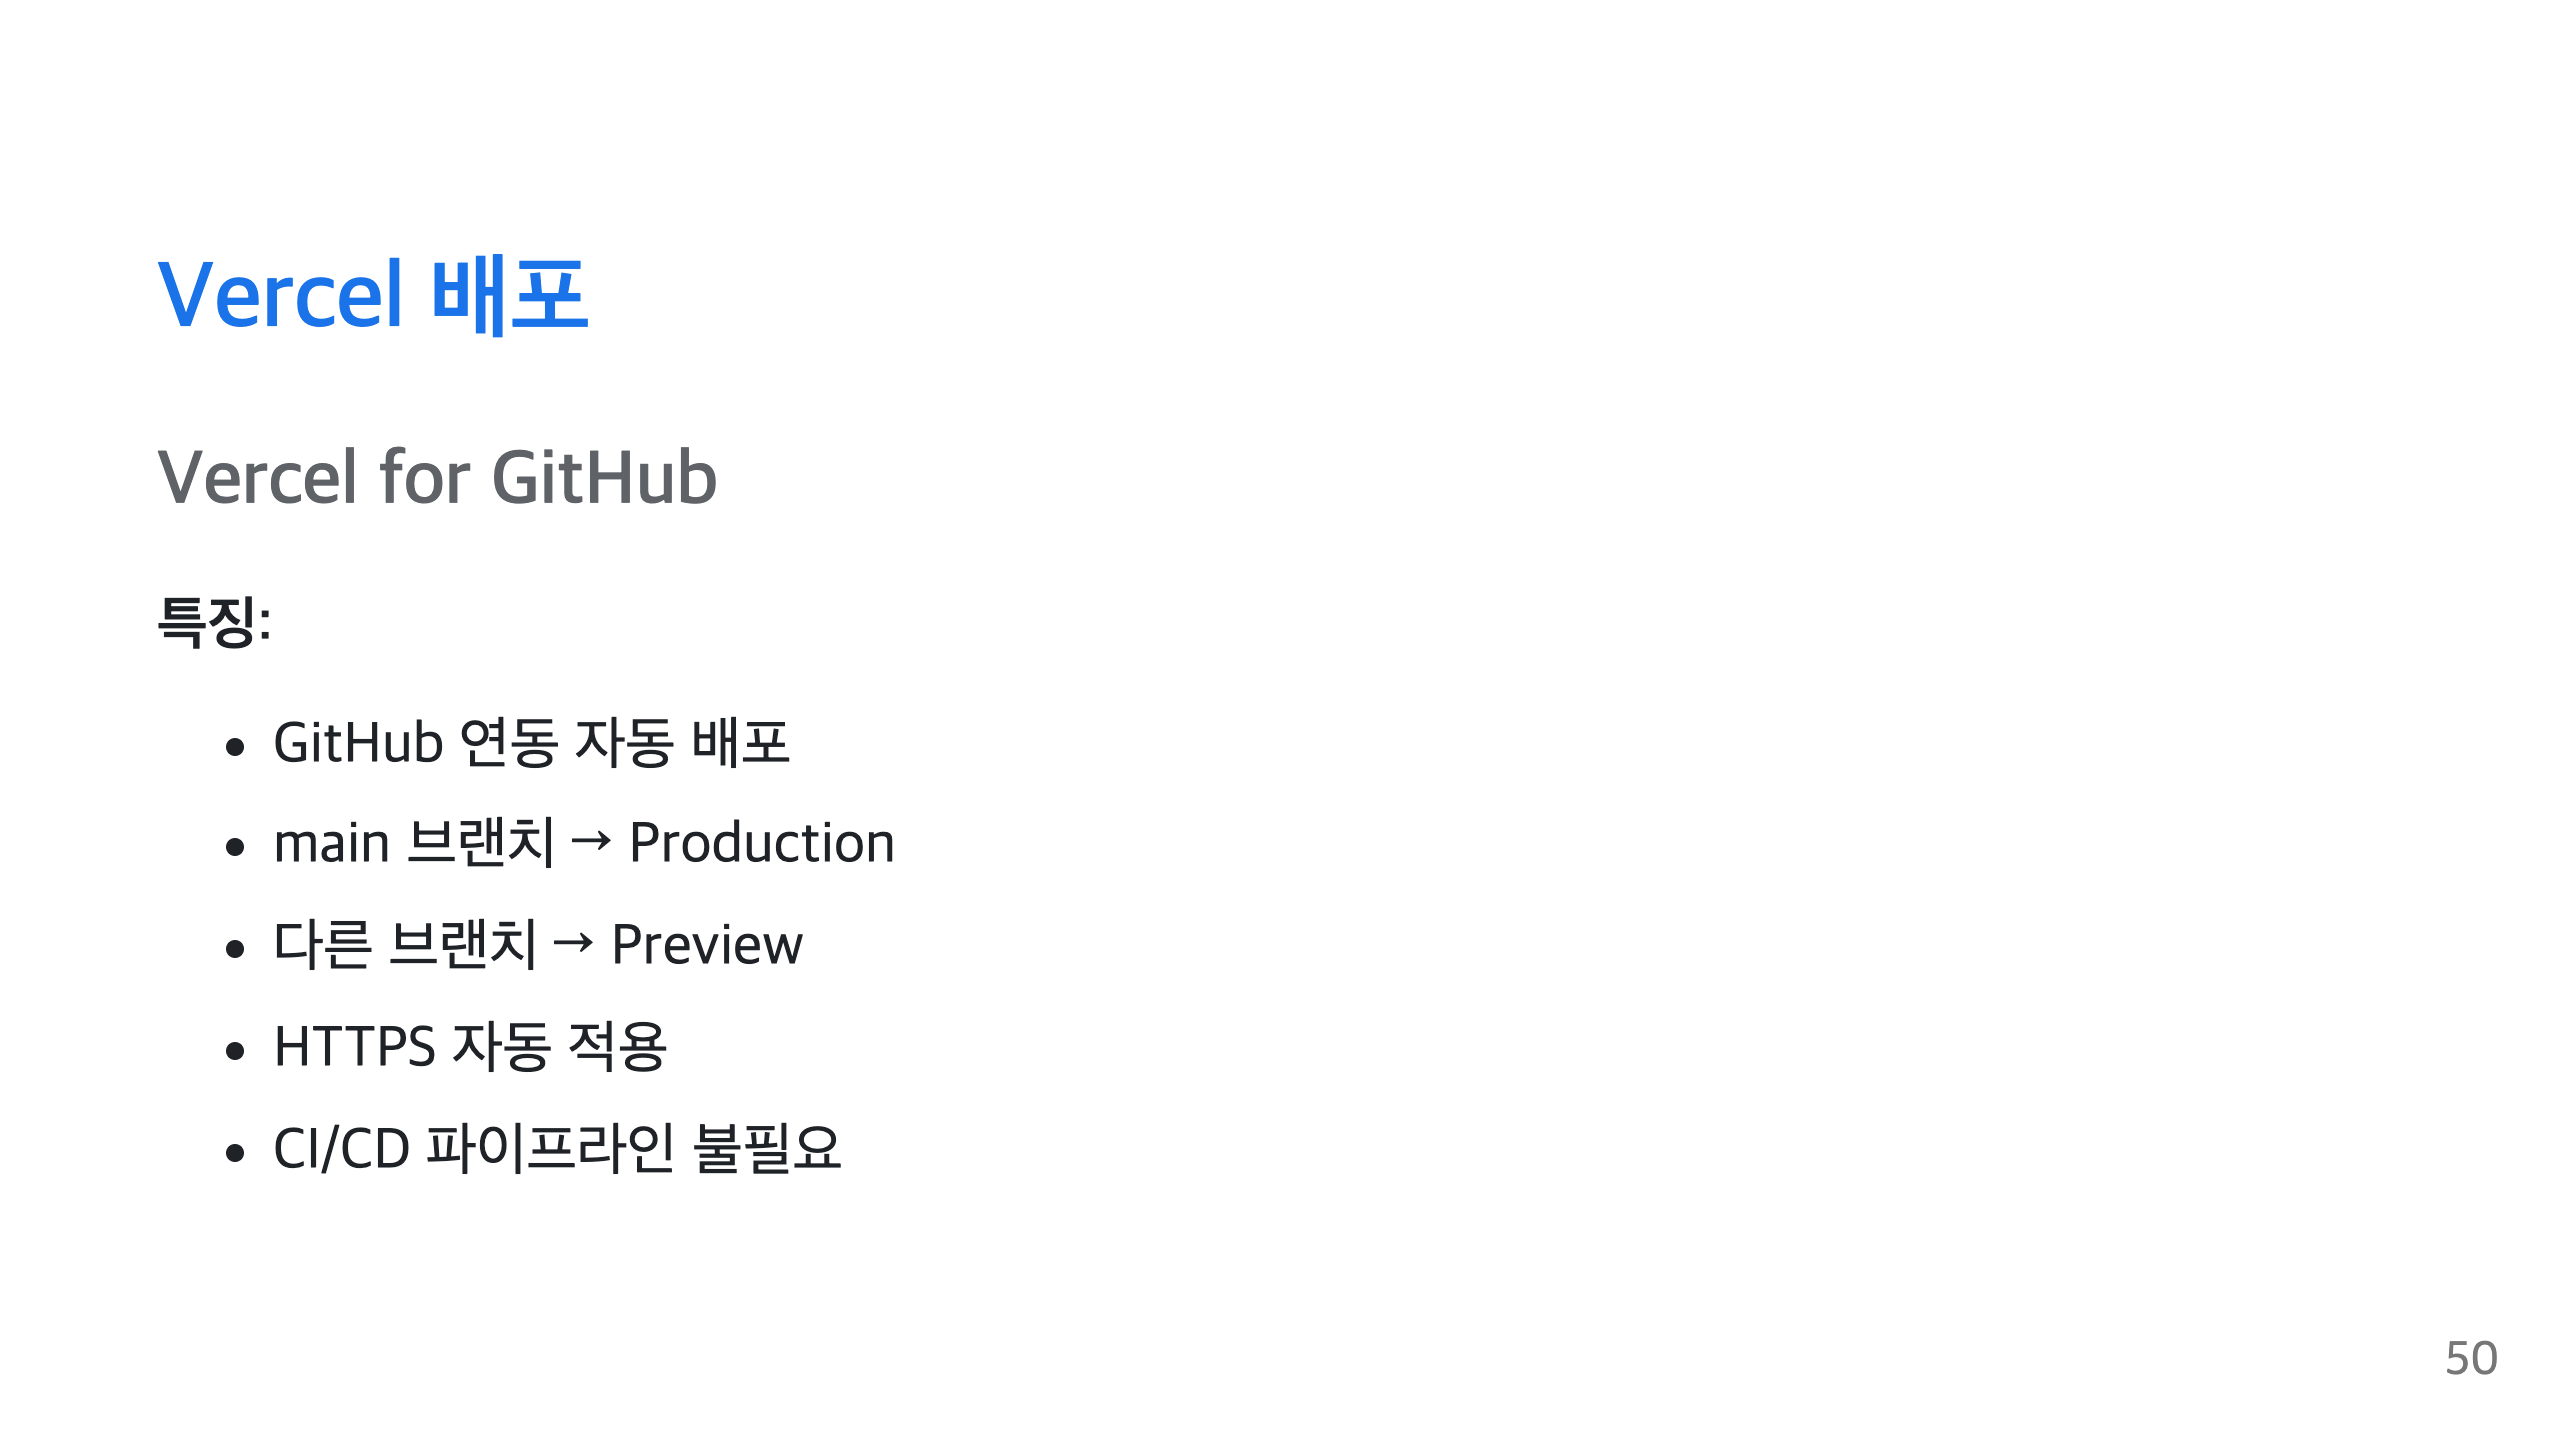 Vercel 배포
Vercel for GitHub
특징:
• GitHub 연동 자동 배포
• main 브랜치 → Production
• 다른 브랜치 → Preview
• HTTPS 자동 적용
• CI/CD 파이프라인 불필요
50